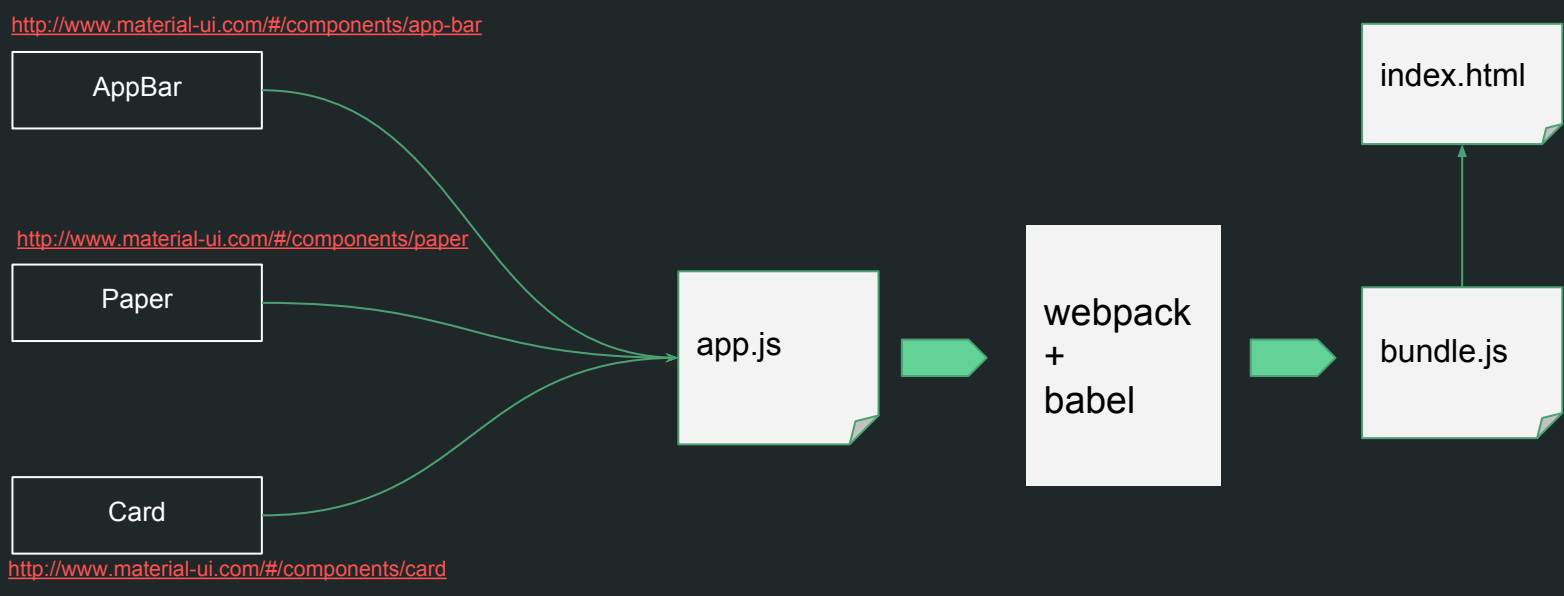 http://www.material-ui.com/#/components/app-bar
AppBar
http://www.material-ui.com/#/components/paper
Paper
Card
http://www.material-ui.com/#/components/card
app.js
webpack
+
babel
index.html
bundle.js